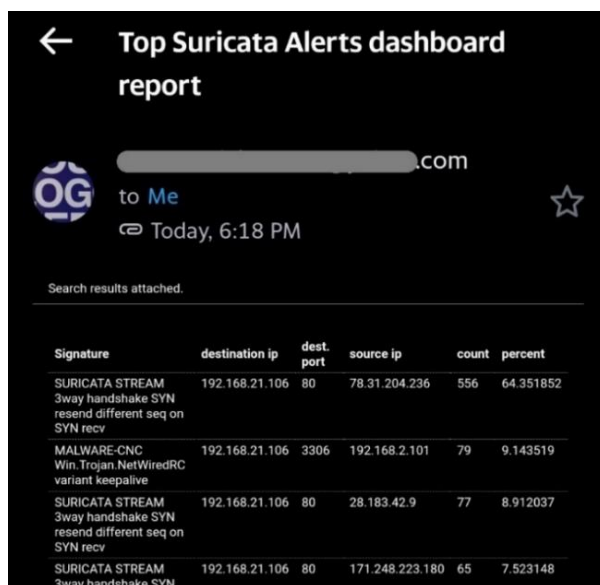 Top Suricata Alerts dashboard
report
.com
OG
to Me
Today, 6:18 PM
Search results attached.
Signature destination ip dest. port source ip count percent
SURICATA STREAM 192.168.21.106 80 78.31.204.236 556 64.351852
3way handshake SYN
resend different seq on
SYN recv
MALWARE-CNC 192.168.21.106 3306 192.168.2.101 79 9.143519
Win.Trojan.NetWiredRC
variant keepalive
SURICATA STREAM 192.168.21.106 80 28.183.42.9 77 8.912037
3way handshake SYN
resend different seq on
SYN recv
SURICATA STREAM 192.168.21.106 80 171.248.223.180 65 7.523148
3way handshake SYN